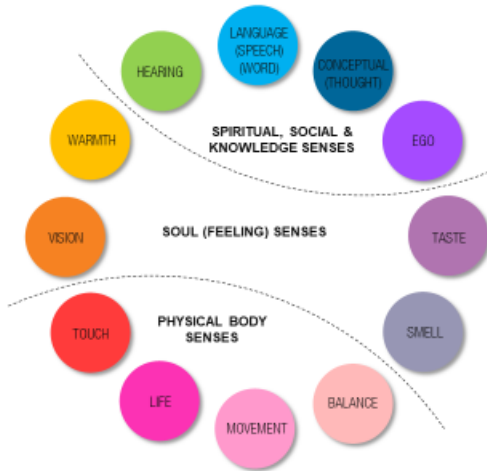 LANGUAGE
(SPEECH)
(WORD)
HEARING
CONCEPTUAL
(THOUGHT)
WARMTH
SPIRITUAL, SOCIAL &
KNOWLEDGE SENSES
EGO
VISION
SOUL (FEELING) SENSES
TASTE
TOUCH
PHYSICAL BODY
SENSES
SMELL
LIFE
MOVEMENT
BALANCE